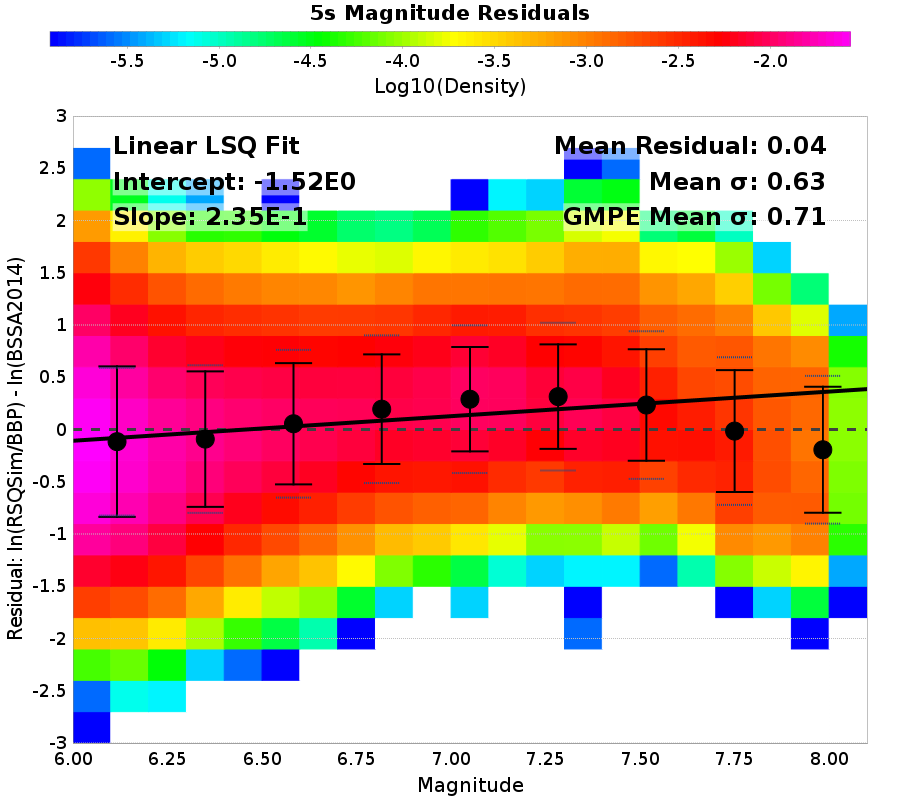 5s Magnitude Residuals
-5.5 -5.0 -4.5 -4.0 -3.5 -3.0 -2.5 -2.0
Log10(Density)
Linear LSQ Fit
Intercept: -1.52E0
Slope: 2.35E-1
Mean Residual: 0.04
Mean σ: 0.63
GMPE Mean σ: 0.71
Residual: ln(RSQSim/BBP) - ln(BSSA2014)
3
2.5
2
1.5
1
0.5
0
-0.5
-1
-1.5
-2
-2.5
-3
6.00 6.25 6.50 6.75 7.00 7.25 7.50 7.75 8.00
Magnitude